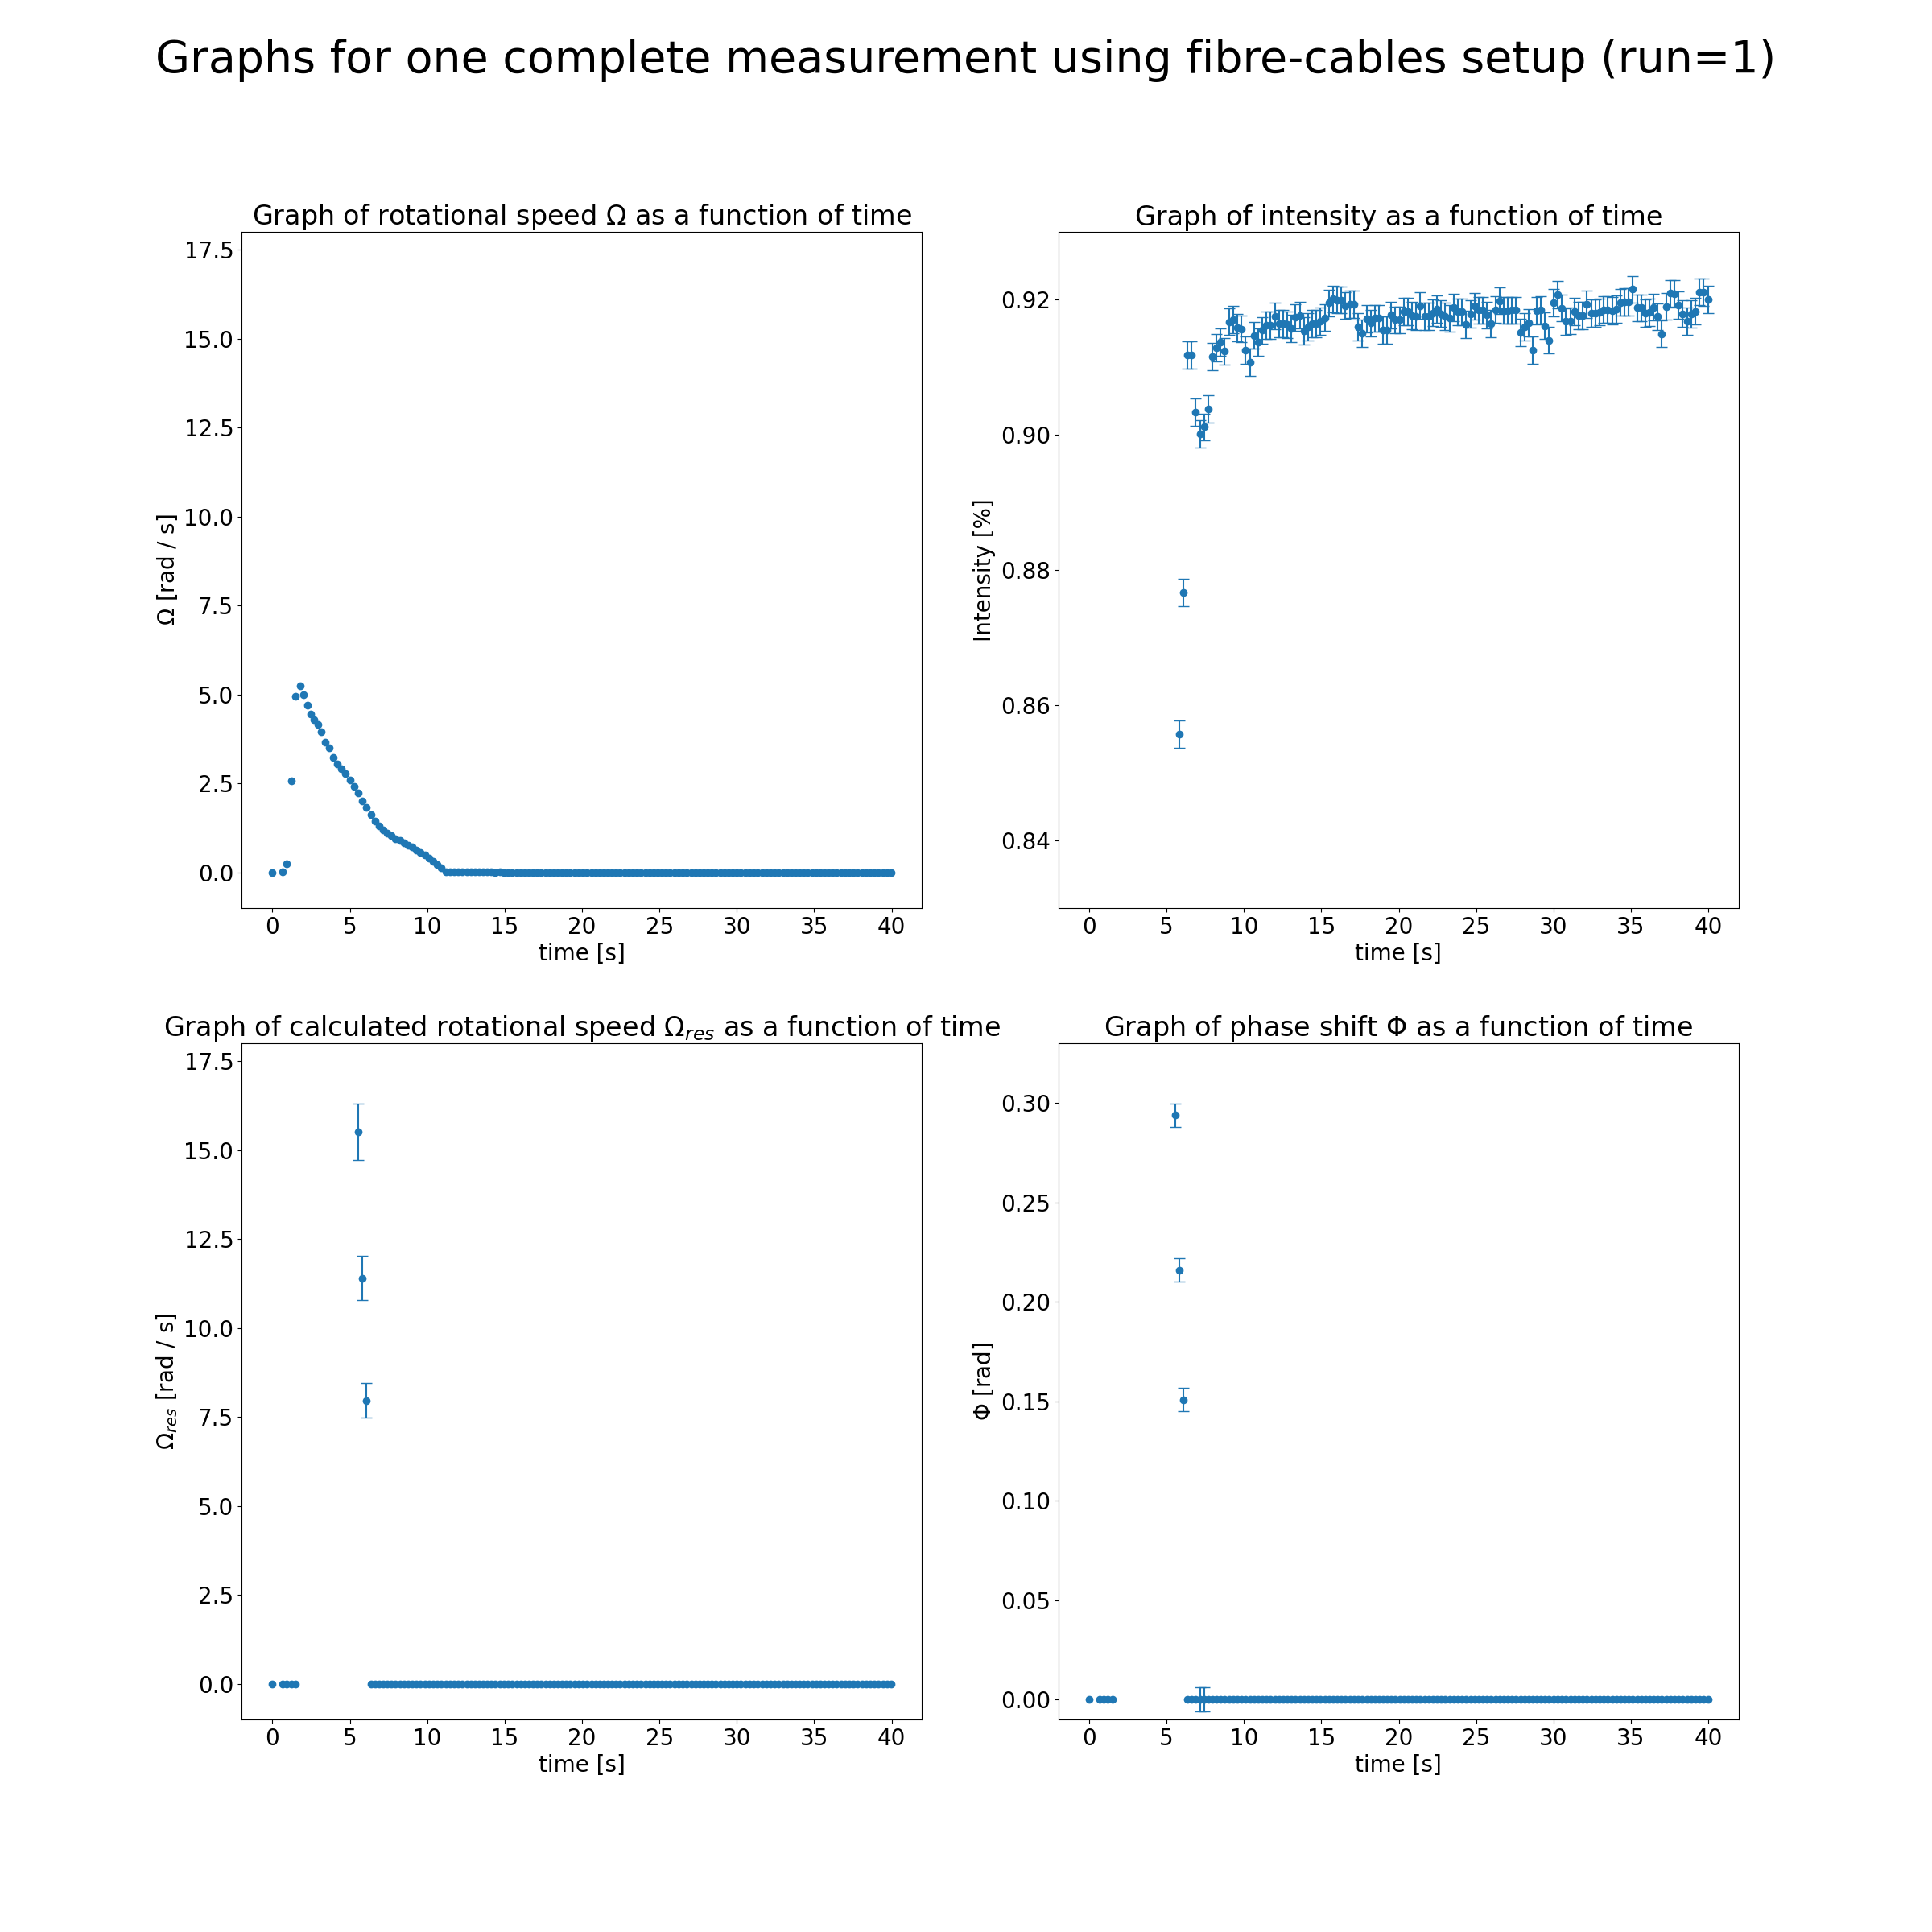 Graphs for one complete measurement using fibre-cables setup (run=1)
Graph of rotational speed Ω as a function of time
17.5
15.0
12.5
10.0
7.5
5.0
2.5
0.0
Ω [rad / s]
0 5 10 15 20 25 30 35 40
time [s]
Graph of intensity as a function of time
0.92
0.90
0.88
0.86
0.84
Intensity [%]
0 5 10 15 20 25 30 35 40
time [s]
Graph of calculated rotational speed Ωres as a function of time
17.5
15.0
12.5
10.0
7.5
5.0
2.5
0.0
Ωres [rad / s]
0 5 10 15 20 25 30 35 40
time [s]
Graph of phase shift Φ as a function of time
0.30
0.25
0.20
0.15
0.10
0.05
0.00
Φ [rad]
0 5 10 15 20 25 30 35 40
time [s]